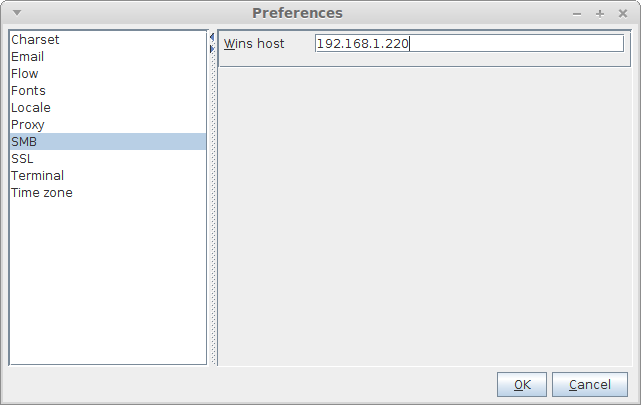 Preferences
Charset
Email
Flow
Fonts
Locale
Proxy
SMB
SSL
Terminal
Time zone
Wins host 192.168.1.220
OK Cancel